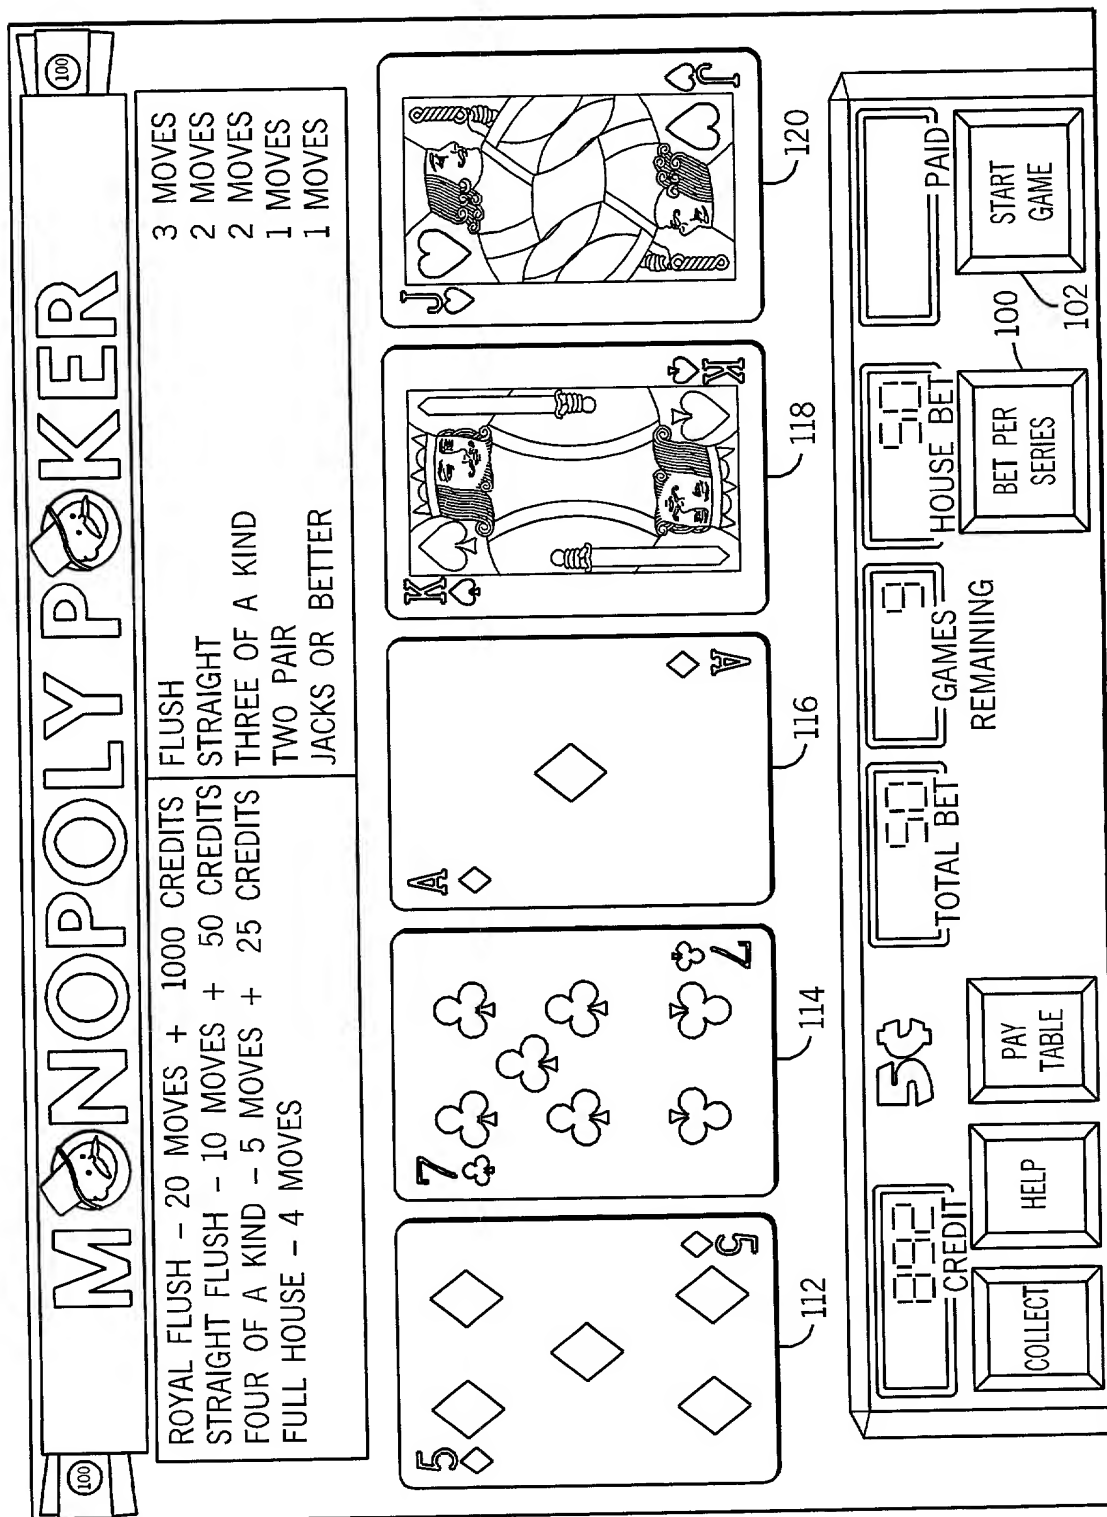 100
MONOPOLY POKER
100
ROYAL FLUSH - 20 MOVES + 1000 CREDITS
STRAIGHT FLUSH - 10 MOVES + 50 CREDITS
FOUR OF A KIND - 5 MOVES + 25 CREDITS
FULL HOUSE - 4 MOVES
FLUSH 3 MOVES
STRAIGHT 2 MOVES
THREE OF A KIND 2 MOVES
TWO PAIR 1 MOVES
JACKS OR BETTER 1 MOVES
5
5
7
7
A
A
K
K
J
J
112
114
116
118
120
892
CREDIT
5¢
50
TOTAL BET
9
GAMES
REMAINING
50
HOUSE BET
PAID
COLLECT
HELP
PAY
TABLE
BET PER
SERIES
100
START
GAME
102